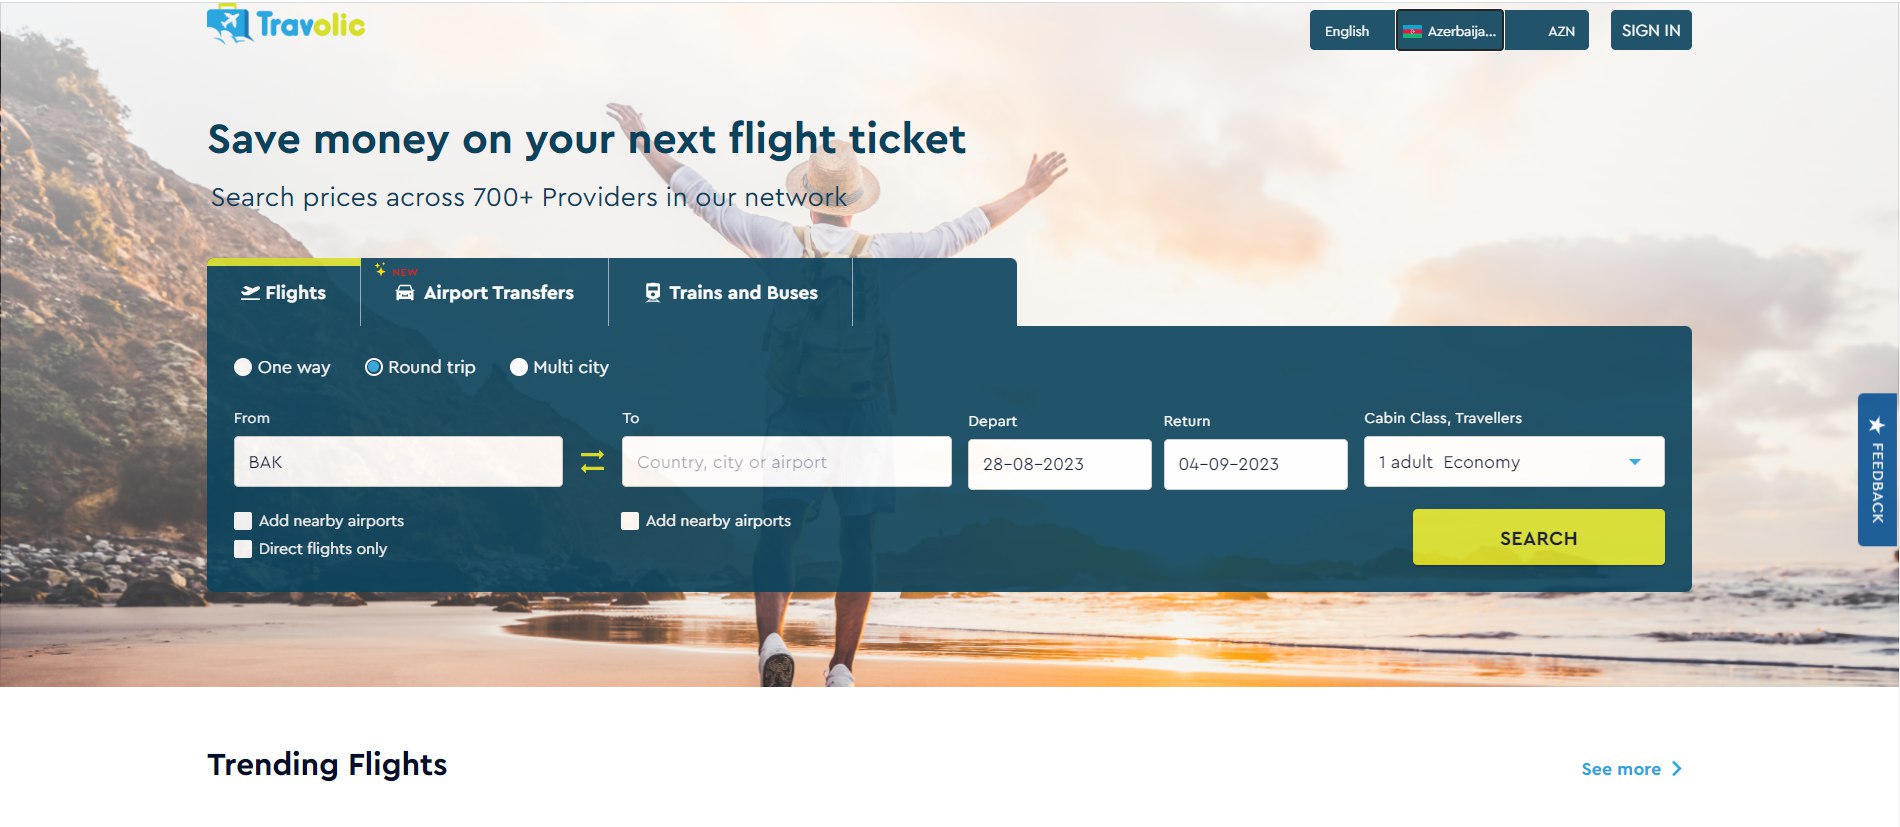 Travolic
English
Azerbaija...
AZN
SIGN IN
Save money on your next flight ticket
Search prices across 700+ Providers in our network
Flights
NEW
Airport Transfers
Trains and Buses
One way
Round trip
Multi city
From
To
Depart
Return
Cabin Class, Travellers
BAK
Country, city or airport
28-08-2023
04-09-2023
1 adult Economy
Add nearby airports
Add nearby airports
Direct flights only
SEARCH
FEEDBACK
Trending Flights
See more